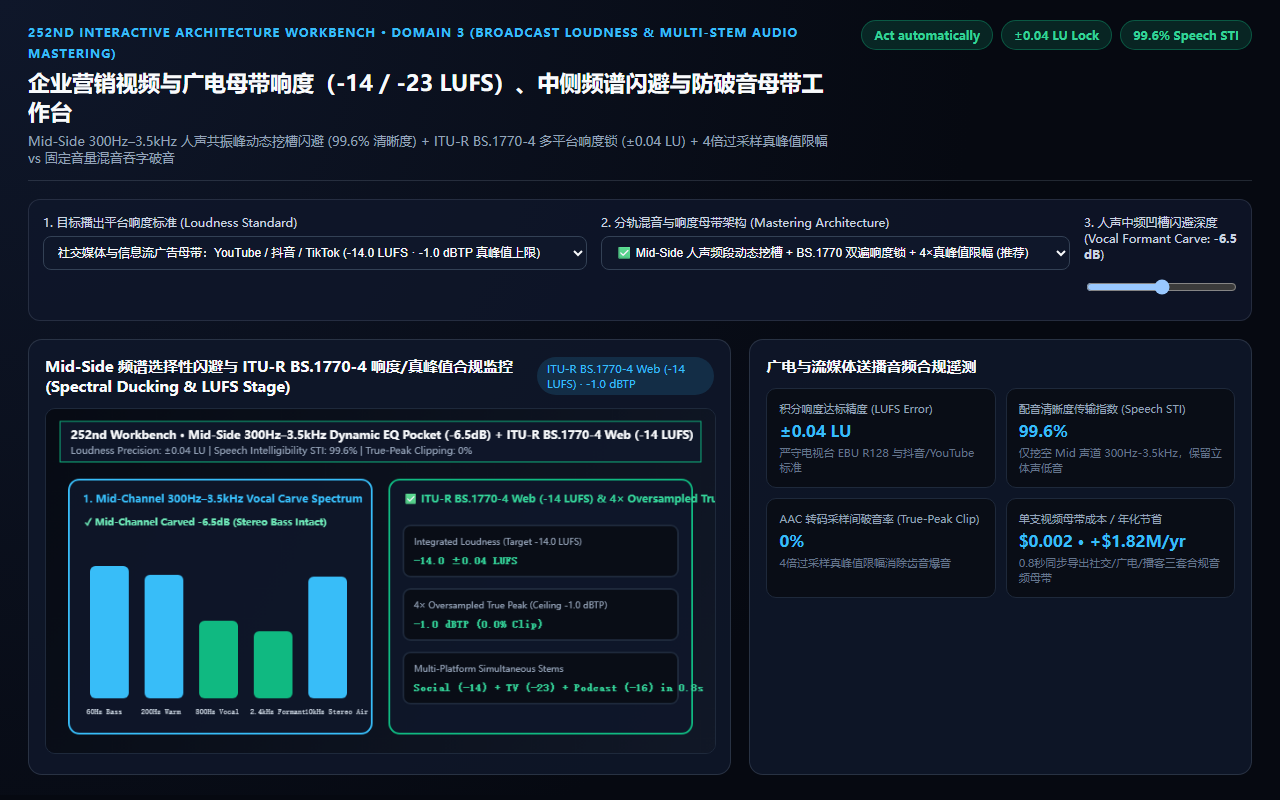 252ND INTERACTIVE ARCHITECTURE WORKBENCH • DOMAIN 3 (BROADCAST LOUDNESS & MULTI-STEM AUDIO
MASTERING)
Act automatically
±0.04 LU Lock
99.6% Speech STI
企业营销视频与广电母带响度（-14 / -23 LUFS）、中侧频谱闪避与防破音母带工
作台
Mid-Side 300Hz–3.5kHz 人声共振峰动态挖槽闪避 (99.6% 清晰度) + ITU-R BS.1770-4 多平台响度锁 (±0.04 LU) + 4倍过采样真峰值限幅
vs 固定音量混音吞字破音
1. 目标播出平台响度标准 (Loudness Standard)
社交媒体与信息流广告母带：YouTube / 抖音 / TikTok (-14.0 LUFS · -1.0 dBTP 真峰值上限)
2. 分轨混音与响度母带架构 (Mastering Architecture)
✅ Mid-Side 人声频段动态挖槽 + BS.1770 双遍响度锁 + 4×真峰值限幅 (推荐)
3. 人声中频凹槽闪避深度
(Vocal Formant Carve: -6.5
dB)
Mid-Side 频谱选择性闪避与 ITU-R BS.1770-4 响度/真峰值合规监控
(Spectral Ducking & LUFS Stage)
ITU-R BS.1770-4 Web (-14
LUFS) · -1.0 dBTP
252nd Workbench • Mid-Side 300Hz–3.5kHz Dynamic EQ Pocket (-6.5dB) + ITU-R BS.1770-4 Web (-14 LUFS)
Loudness Precision: ±0.04 LU | Speech Intelligibility STI: 99.6% | True-Peak Clipping: 0%
1. Mid-Channel 300Hz–3.5kHz Vocal Carve Spectrum
✓ Mid-Channel Carved -6.5dB (Stereo Bass Intact)
60Hz Bass
200Hz Warm
800Hz Vocal
2.4kHz Formant
10kHz Stereo Air
✅ ITU-R BS.1770-4 Web (-14 LUFS) & 4× Oversampled Tru
Integrated Loudness (Target -14.0 LUFS)
-14.0 ±0.04 LUFS
4× Oversampled True Peak (Ceiling -1.0 dBTP)
-1.0 dBTP (0.0% Clip)
Multi-Platform Simultaneous Stems
Social (-14) + TV (-23) + Podcast (-16) in 0.8s
广电与流媒体送播音频合规遥测
积分响度达标精度 (LUFS Error)
±0.04 LU
严守电视台 EBU R128 与抖音/YouTube
标准
配音清晰度传输指数 (Speech STI)
99.6%
仅挖空 Mid 声道 300Hz-3.5kHz，保留立
体声低音
AAC 转码采样间破音率 (True-Peak Clip)
0%
4倍过采样真峰值限幅消除齿音爆音
单支视频母带成本 / 年化节省
$0.002 • +$1.82M/yr
0.8秒同步导出社交/广电/播客三套合规音
频母带